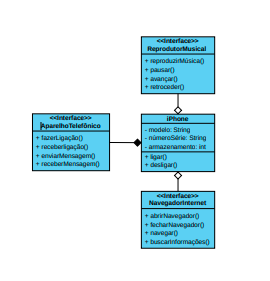 <<Interface>>
ReprodutorMusical
+ reproduzirMúsica()
+ pausar()
+ avançar()
+ retroceder()
<<Interface>>
AparelhoTelefônico
+ fazerLigação()
+ receberligação()
+ enviarMensagem()
+ receberMensagem()
iPhone
- modelo: String
- númeroSérie: String
- armazenamento: int
+ ligar()
+ desligar()
<<Interface>>
NavegadorInternet
+ abrirNavegador()
+ fecharNavegador()
+ navegar()
+ buscarInformações()